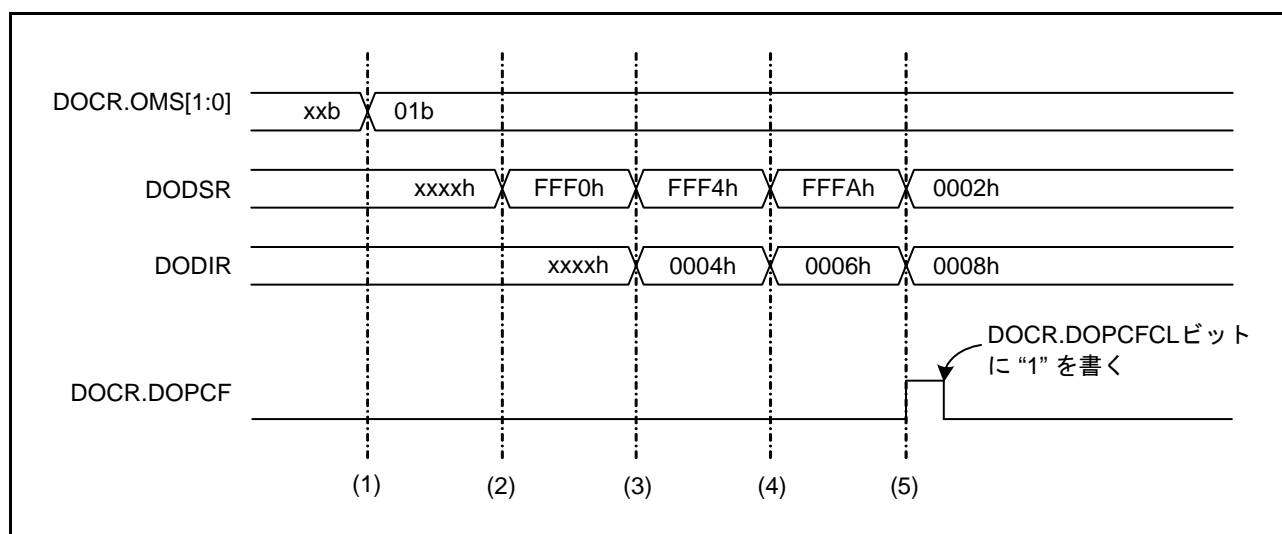 DOCR.OMS[1:0] xxb 01b
DODSR xxxxh FFF0h FFF4h FFFAh 0002h
DODIR xxxxh 0004h 0006h 0008h
DOCR.DOPCFCLビット
に “1” を書く
DOCR.DOPCF
(1) (2) (3) (4) (5)